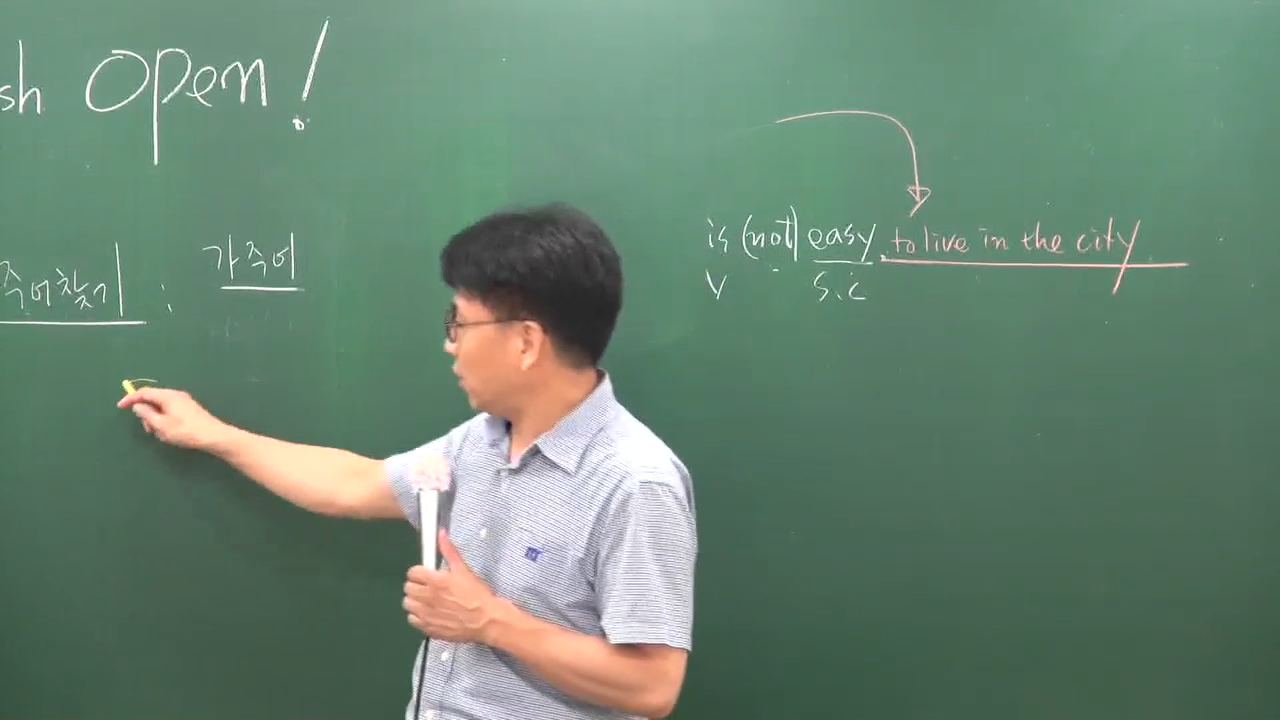 sh Open!
주어찾기 : 가주어
is (not) easy to live in the city
V S.C